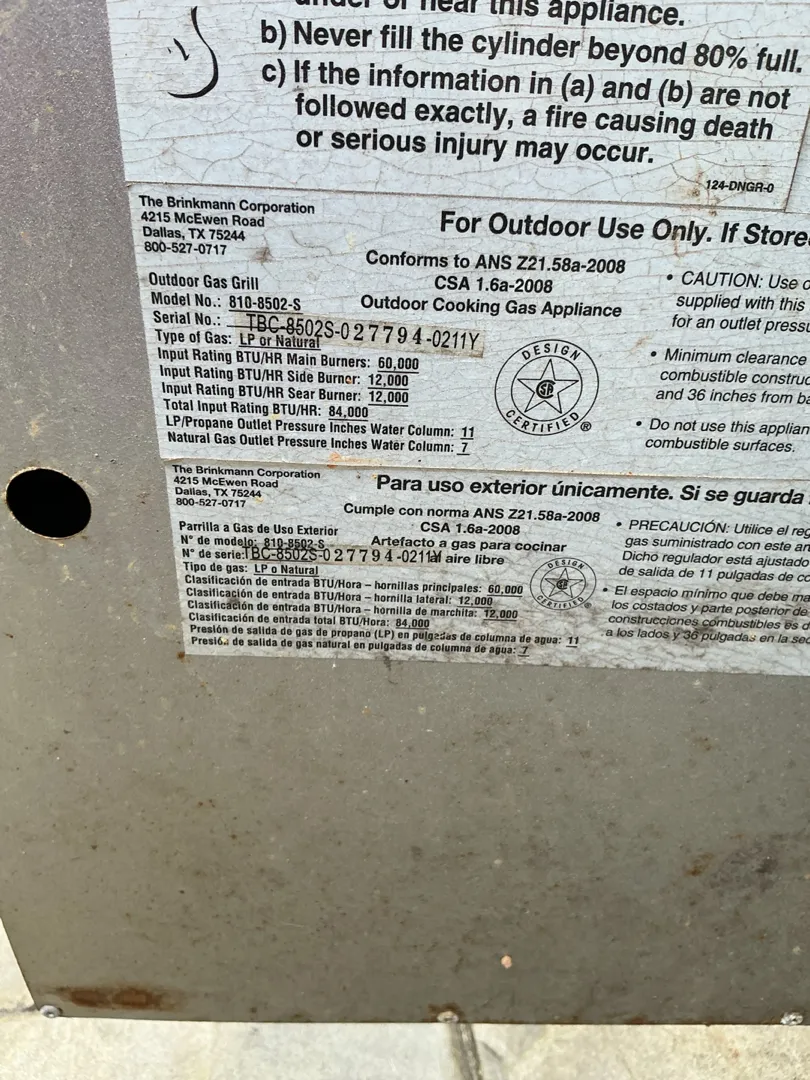 under or near this appliance.
b) Never fill the cylinder beyond 80% full.
c) If the information in (a) and (b) are not
followed exactly, a fire causing death
or serious injury may occur.
124-DNGR-0
The Brinkmann Corporation
4215 McEwen Road
Dallas, TX 75244
800-527-0717
Outdoor Gas Grill
Model No.: 810-8502-S
Serial No.: TBC-8502S-027794-0211Y
Type of Gas: LP or Natural
Input Rating BTU/HR Main Burners: 60,000
Input Rating BTU/HR Side Burner: 12,000
Input Rating BTU/HR Sear Burner: 12,000
Total Input Rating BTU/HR: 84,000
LP/Propane Outlet Pressure Inches Water Column: 11
Natural Gas Outlet Pressure Inches Water Column: 7
For Outdoor Use Only. If Store
Conforms to ANS Z21.58a-2008
CSA 1.6a-2008
Outdoor Cooking Gas Appliance
DESIGN
CERTIFIED
®
• CAUTION: Use
supplied with this
for an outlet pressu
• Minimum clearance
combustible construc
and 36 inches from ba
• Do not use this applian
combustible surfaces.
The Brinkmann Corporation
4215 McEwen Road
Dallas, TX 75244
800-527-0717
Parrilla a Gas de Uso Exterior
N° de modelo: 810-8502-S
N° de serie: TBC-8502S-027794-0211Y
Tipo de gas: LP o Natural
Clasificación de entrada BTU/Hora – hornillas principales: 60,000
Clasificación de entrada BTU/Hora – hornilla lateral: 12,000
Clasificación de entrada BTU/Hora – hornilla de marchita: 12,000
Clasificación de entrada total BTU/Hora: 84,000
Presión de salida de gas de propano (LP) en pulgadas de columna de agua: 11
Presión de salida de gas natural en pulgadas de columna de agua: 7
Para uso exterior únicamente. Si se guarda
Cumple con norma ANS Z21.58a-2008
CSA 1.6a-2008
Artefacto a gas para cocinar
al aire libre
DESIGN
CERTIFIED
®
• PRECAUCIÓN: Utilice el reg
gas suministrado con este an
Dicho regulador está ajustado
de salida de 11 pulgadas de co
• El espacio mínimo que debe ma
los costados y parte posterior de
construcciones combustibles es d
a los lados y 36 pulgadas en la sec